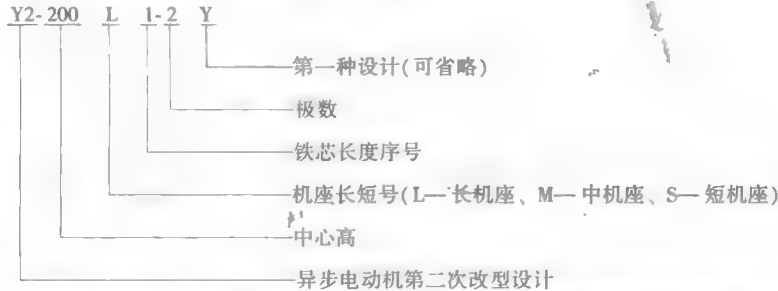 Y2-200 L 1-2 Y
第一种设计(可省略)
极数
铁芯长度序号
机座长短号(L—长机座、M—中机座、S—短机座)
中心高
异步电动机第二次改型设计